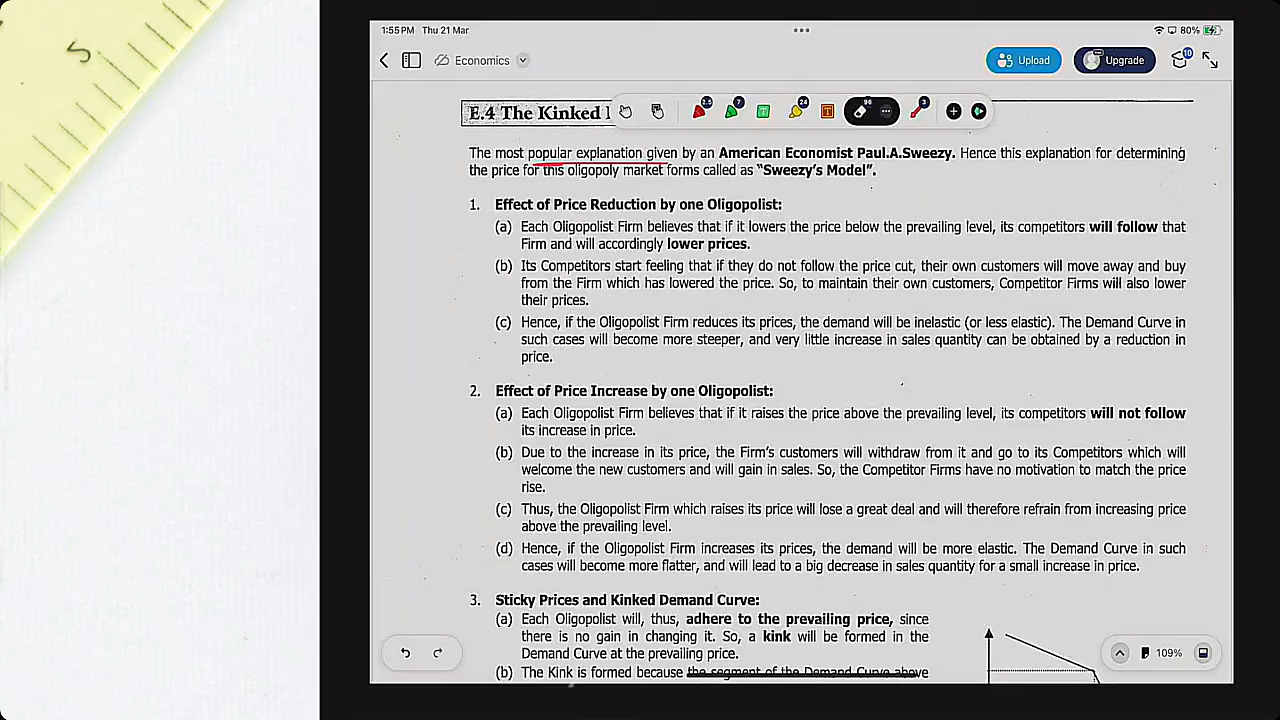 5
1:55 PM Thu 21 Mar
80%
Economics
Upload
Upgrade
10
2.5
7
T
24
96
3
E.4 The Kinked
The most popular explanation given by an American Economist Paul.A.Sweezy. Hence this explanation for determining
the price for this oligopoly market forms called as “Sweezy’s Model”.
1. Effect of Price Reduction by one Oligopolist:
(a) Each Oligopolist Firm believes that if it lowers the price below the prevailing level, its competitors will follow that
Firm and will accordingly lower prices.
(b) Its Competitors start feeling that if they do not follow the price cut, their own customers will move away and buy
from the Firm which has lowered the price. So, to maintain their own customers, Competitor Firms will also lower
their prices.
(c) Hence, if the Oligopolist Firm reduces its prices, the demand will be inelastic (or less elastic). The Demand Curve in
such cases will become more steeper, and very little increase in sales quantity can be obtained by a reduction in
price.
2. Effect of Price Increase by one Oligopolist:
(a) Each Oligopolist Firm believes that if it raises the price above the prevailing level, its competitors will not follow
its increase in price.
(b) Due to the increase in its price, the Firm’s customers will withdraw from it and go to its Competitors which will
welcome the new customers and will gain in sales. So, the Competitor Firms have no motivation to match the price
rise.
(c) Thus, the Oligopolist Firm which raises its price will lose a great deal and will therefore refrain from increasing price
above the prevailing level.
(d) Hence, if the Oligopolist Firm increases its prices, the demand will be more elastic. The Demand Curve in such
cases will become more flatter, and will lead to a big decrease in sales quantity for a small increase in price.
3. Sticky Prices and Kinked Demand Curve:
(a) Each Oligopolist will, thus, adhere to the prevailing price, since
there is no gain in changing it. So, a kink will be formed in the
Demand Curve at the prevailing price.
(b) The Kink is formed because the segment of the Demand Curve above
109%